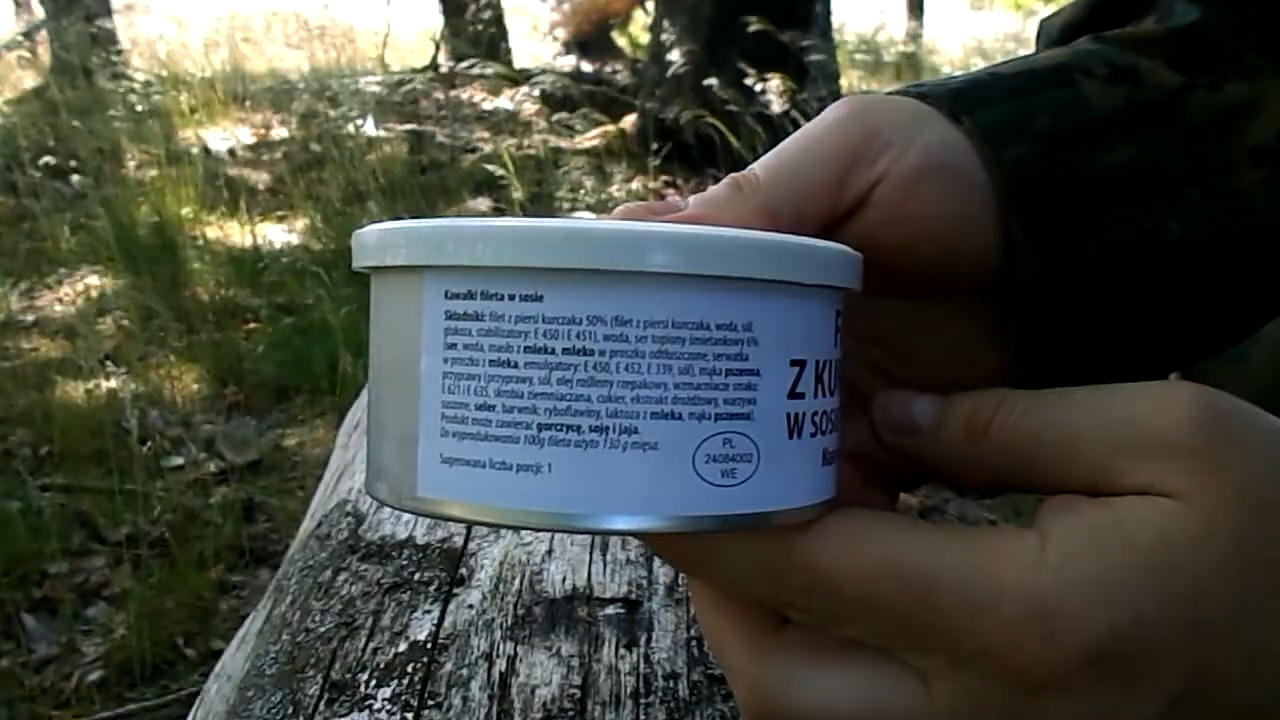 Kawałki fileta w sosie
Składniki: filet z piersi kurczaka 50% (filet z piersi kurczaka, woda, sól,
glukoza, stabilizatory: E 450 i E 451), woda, ser topiony śmietankowy 6%
(ser, woda, masło z mleka, mleko w proszku odtłuszczone, serwatka
w proszku z mleka, emulgatory: E 450, E 452, E 339, sól), mąka pszenna,
przyprawy (przyprawy, sól, olej roślinny rzepakowy, wzmacniacze smaku:
E 621 i E 635, skrobia ziemniaczana, cukier, ekstrakt drożdżowy, warzywa
suszone, seler, barwnik: ryboflawiny, laktoza z mleka, mąka pszenna).
Produkt może zawierać gorczycę, soję i jaja.
Do wyprodukowania 100g fileta użyto 130 g mięsa.
Sugerowana liczba porcji: 1
PL
24084002
WE
F
Z KU
W SOSI